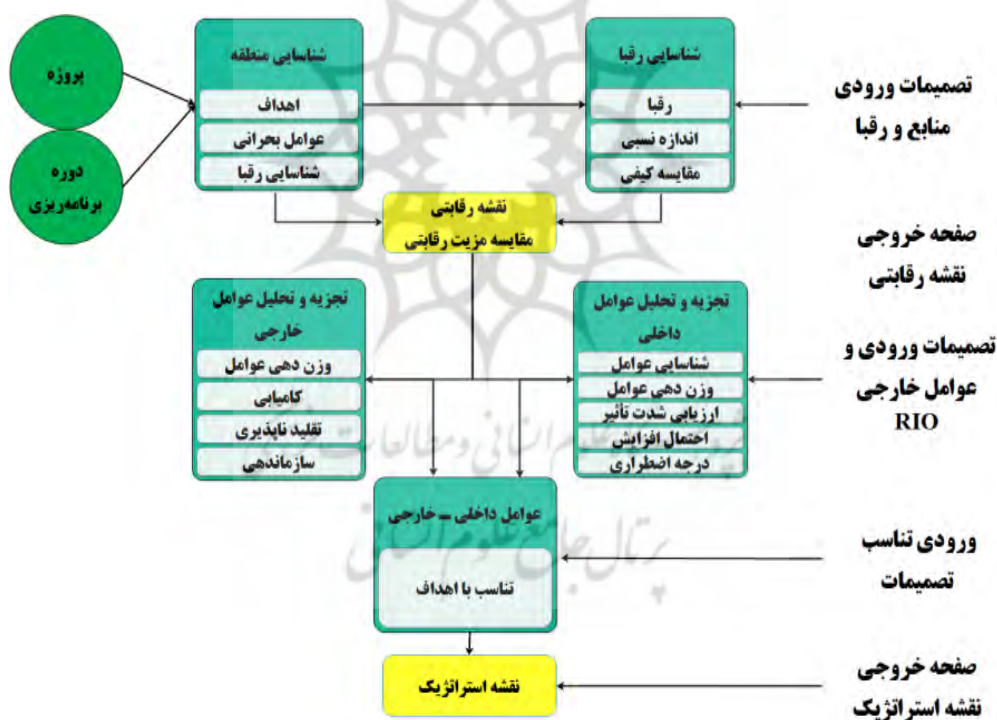 پروژه
دوره
برنامه‌ریزی
شناسایی منطقه
اهداف
عوامل بحرانی
شناسایی رقبا
شناسایی رقبا
رقبا
اندازه نسبی
مقایسه کیفی
تصمیمات ورودی
منابع و رقبا
نقشه رقابتی
مقایسه مزیت رقابتی
صفحه خروجی
نقشه رقابتی
تجزیه و تحلیل عوامل
خارجی
وزن دهی عوامل
کامیابی
تقلید ناپذیری
سازماندهی
تجزیه و تحلیل عوامل
داخلی
شناسایی عوامل
وزن دهی عوامل
ارزیابی شدت تأثیر
احتمال افزایش
درجه اضطراری
تصمیمات ورودی و
عوامل خارجی
RIO
عوامل داخلی – خارجی
تناسب با اهداف
ورودی تناسب
تصمیمات
نقشه استراتژیک
صفحه خروجی
نقشه استراتژیک
پرتال جامع علوم انسانی